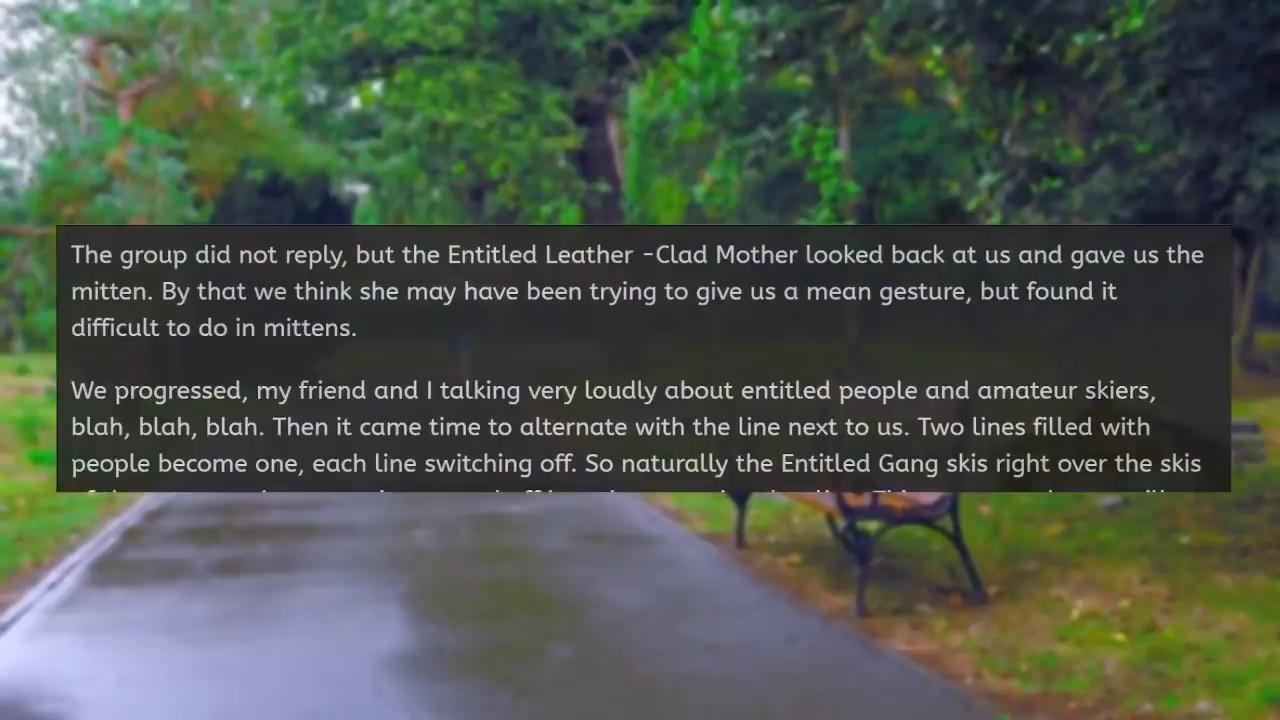 The group did not reply, but the Entitled Leather -Clad Mother looked back at us and gave us the
mitten. By that we think she may have been trying to give us a mean gesture, but found it
difficult to do in mittens.
We progressed, my friend and I talking very loudly about entitled people and amateur skiers,
blah, blah, blah. Then it came time to alternate with the line next to us. Two lines filled with
people become one, each line switching off. So naturally the Entitled Gang skis right over the skis